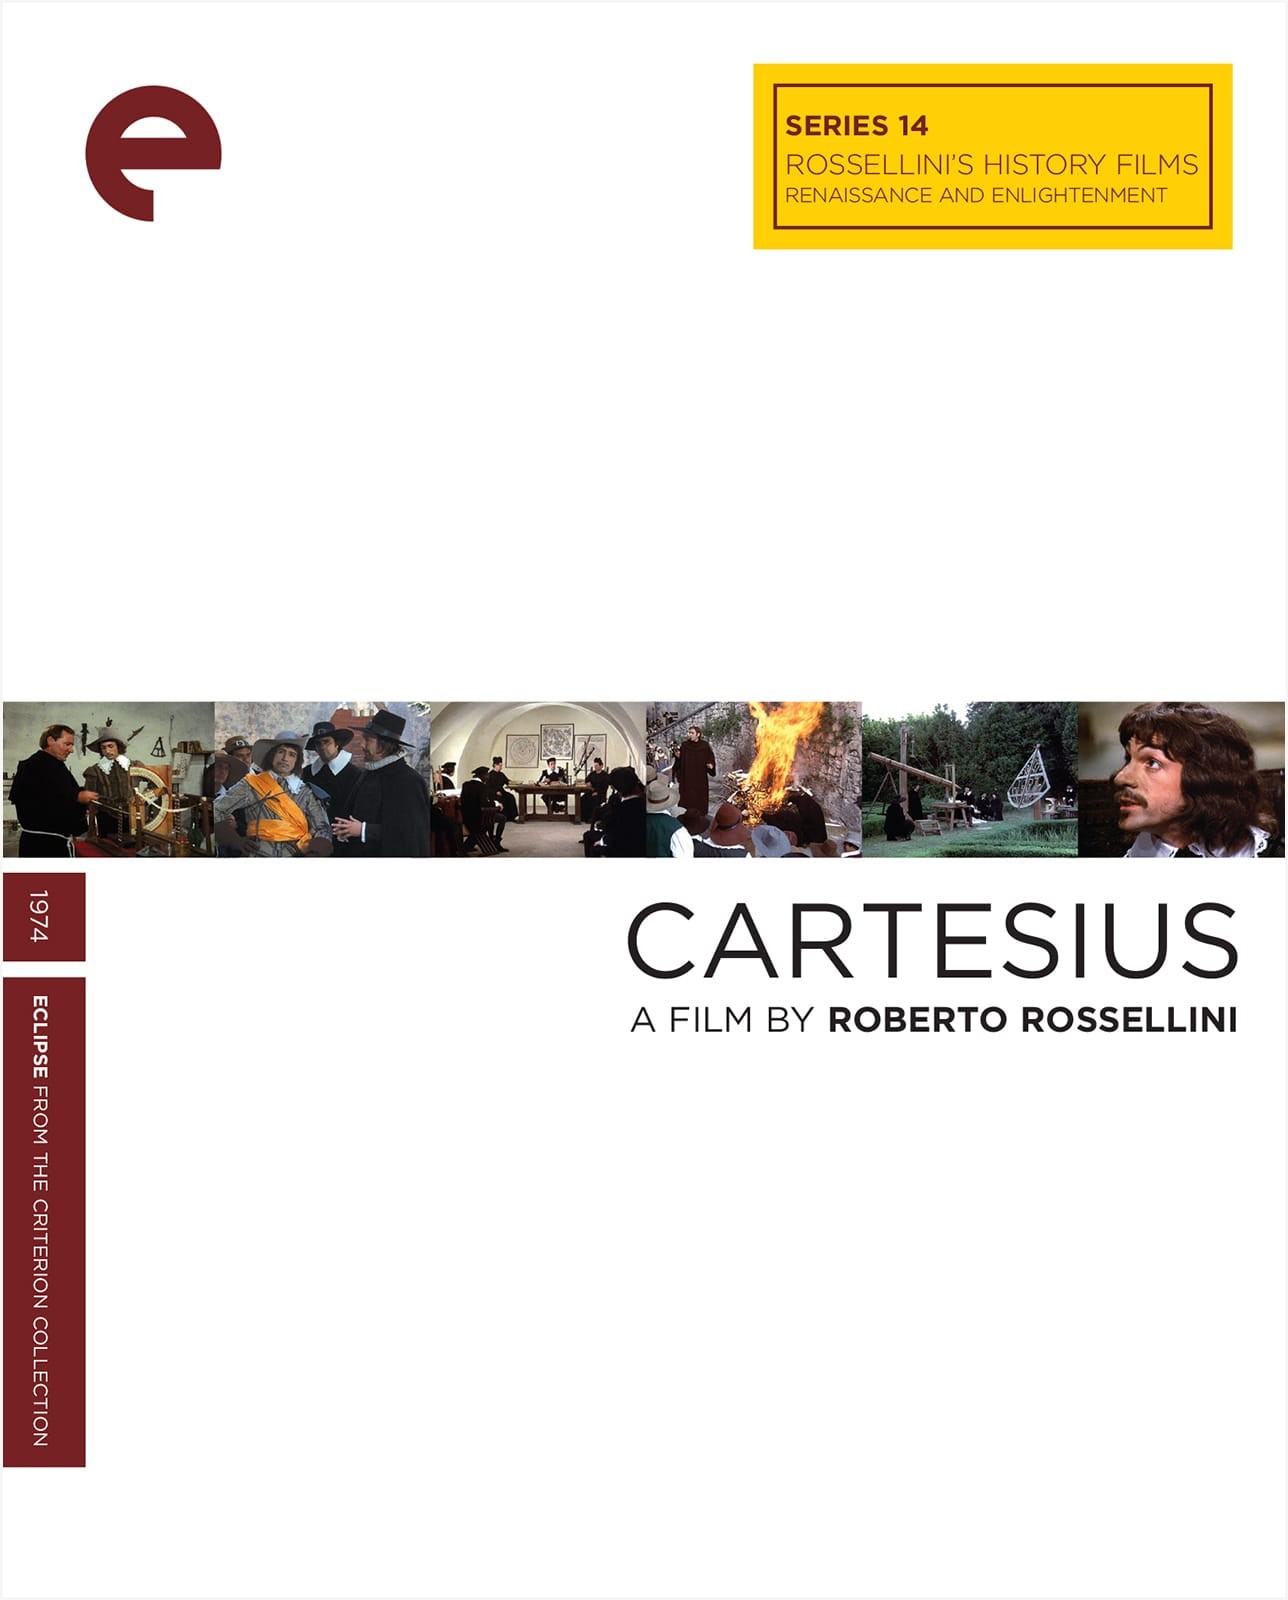 e
SERIES 14
ROSSELLINI'S HISTORY FILMS
RENAISSANCE AND ENLIGHTENMENT
CARTESIUS
A FILM BY ROBERTO ROSSELLINI
1974
ECLIPSE FROM THE CRITERION COLLECTION